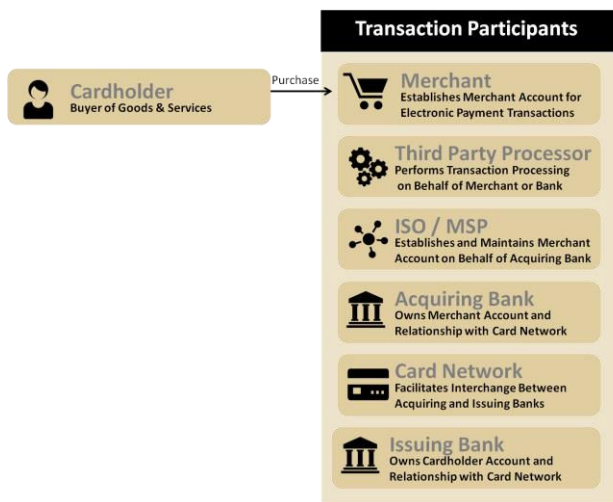 Transaction Participants
Cardholder
Buyer of Goods & Services
Purchase
Merchant
Establishes Merchant Account for
Electronic Payment Transactions
Third Party Processor
Performs Transaction Processing
on Behalf of Merchant or Bank
ISO / MSP
Establishes and Maintains Merchant
Account on Behalf of Acquiring Bank
Acquiring Bank
Owns Merchant Account and
Relationship with Card Network
Card Network
Facilitates Interchange Between
Acquiring and Issuing Banks
Issuing Bank
Owns Cardholder Account and
Relationship with Card Network